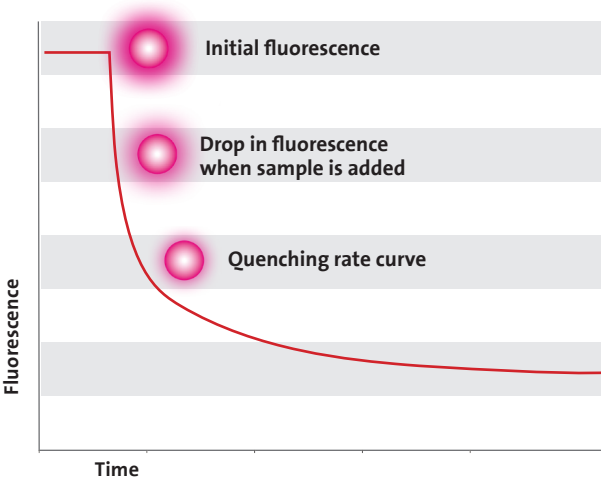 Initial fluorescence
Drop in fluorescence
when sample is added
Quenching rate curve
Fluorescence
Time